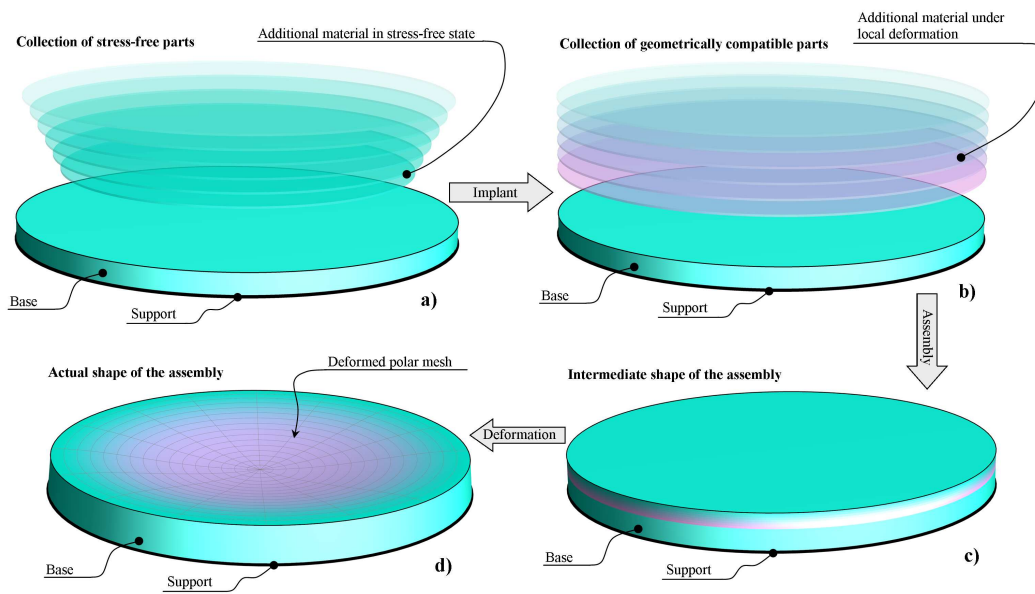 Collection of stress-free parts
Additional material in stress-free state
Base
Support
a)
Implant
Collection of geometrically compatible parts
Additional material under
local deformation
Base
Support
b)
Assembly
Intermediate shape of the assembly
Base
Support
c)
Deformation
Actual shape of the assembly
Deformed polar mesh
Base
Support
d)